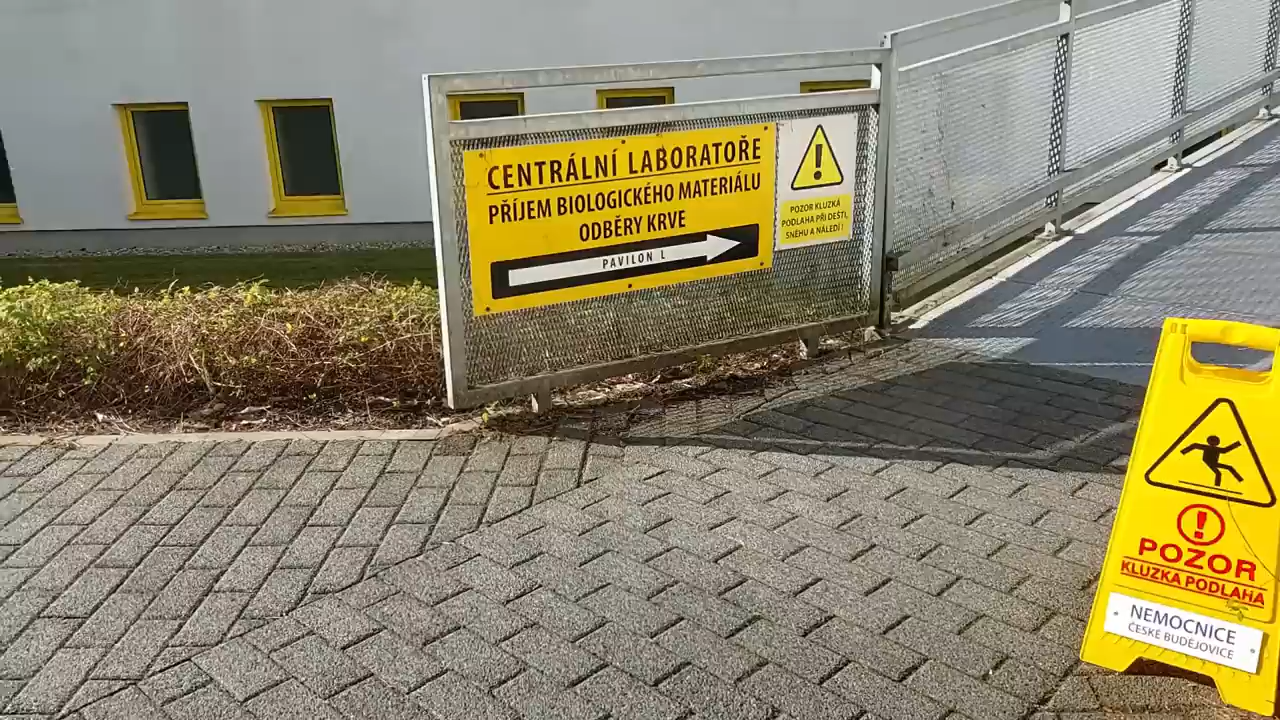 CENTRÁLNÍ LABORATOŘE
PŘÍJEM BIOLOGICKÉHO MATERIÁLU
ODBĚRY KRVE
PAVILON L
POZOR KLUZKÁ
PODLAHA PŘI DEŠTI,
SNĚHU A NÁLEDÍ!
POZOR
KLUZKÁ PODLAHA
NEMOCNICE
ČESKÉ BUDĚJOVICE